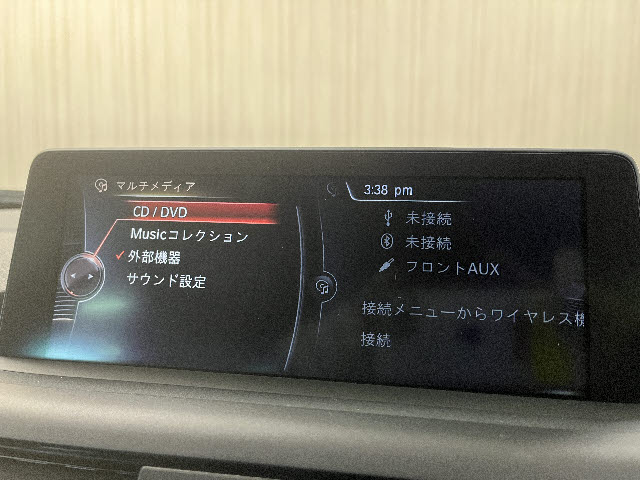 マルチメディア
CD / DVD
Musicコレクション
外部機器
サウンド設定
3:38 pm
未接続
未接続
フロントAUX
接続メニューからワイヤレス機
接続